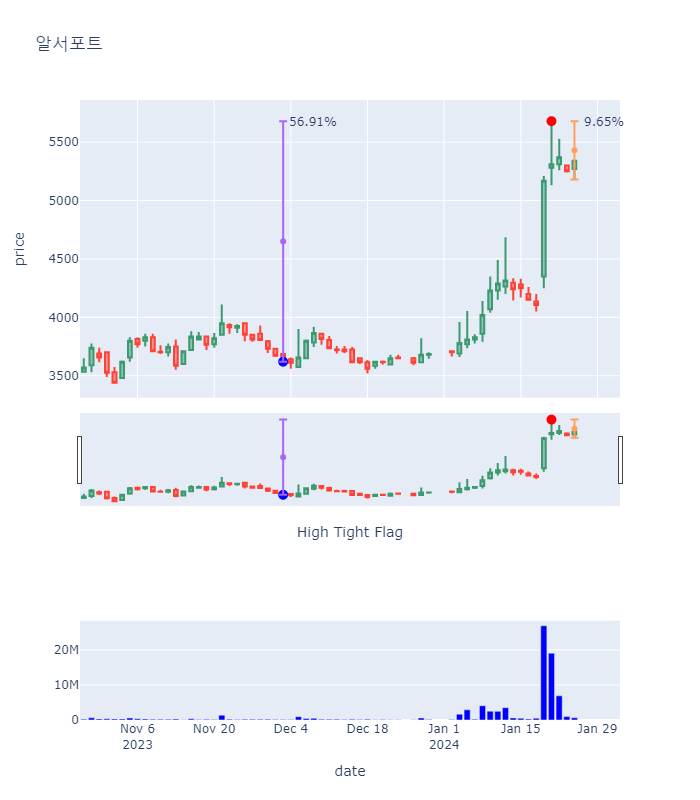 알서포트
56.91%
9.65%
5500
5000
4500
4000
3500
price
High Tight Flag
20M
10M
0
Nov 6
2023
Nov 20
Dec 4
Dec 18
Jan 1
2024
Jan 15
Jan 29
date